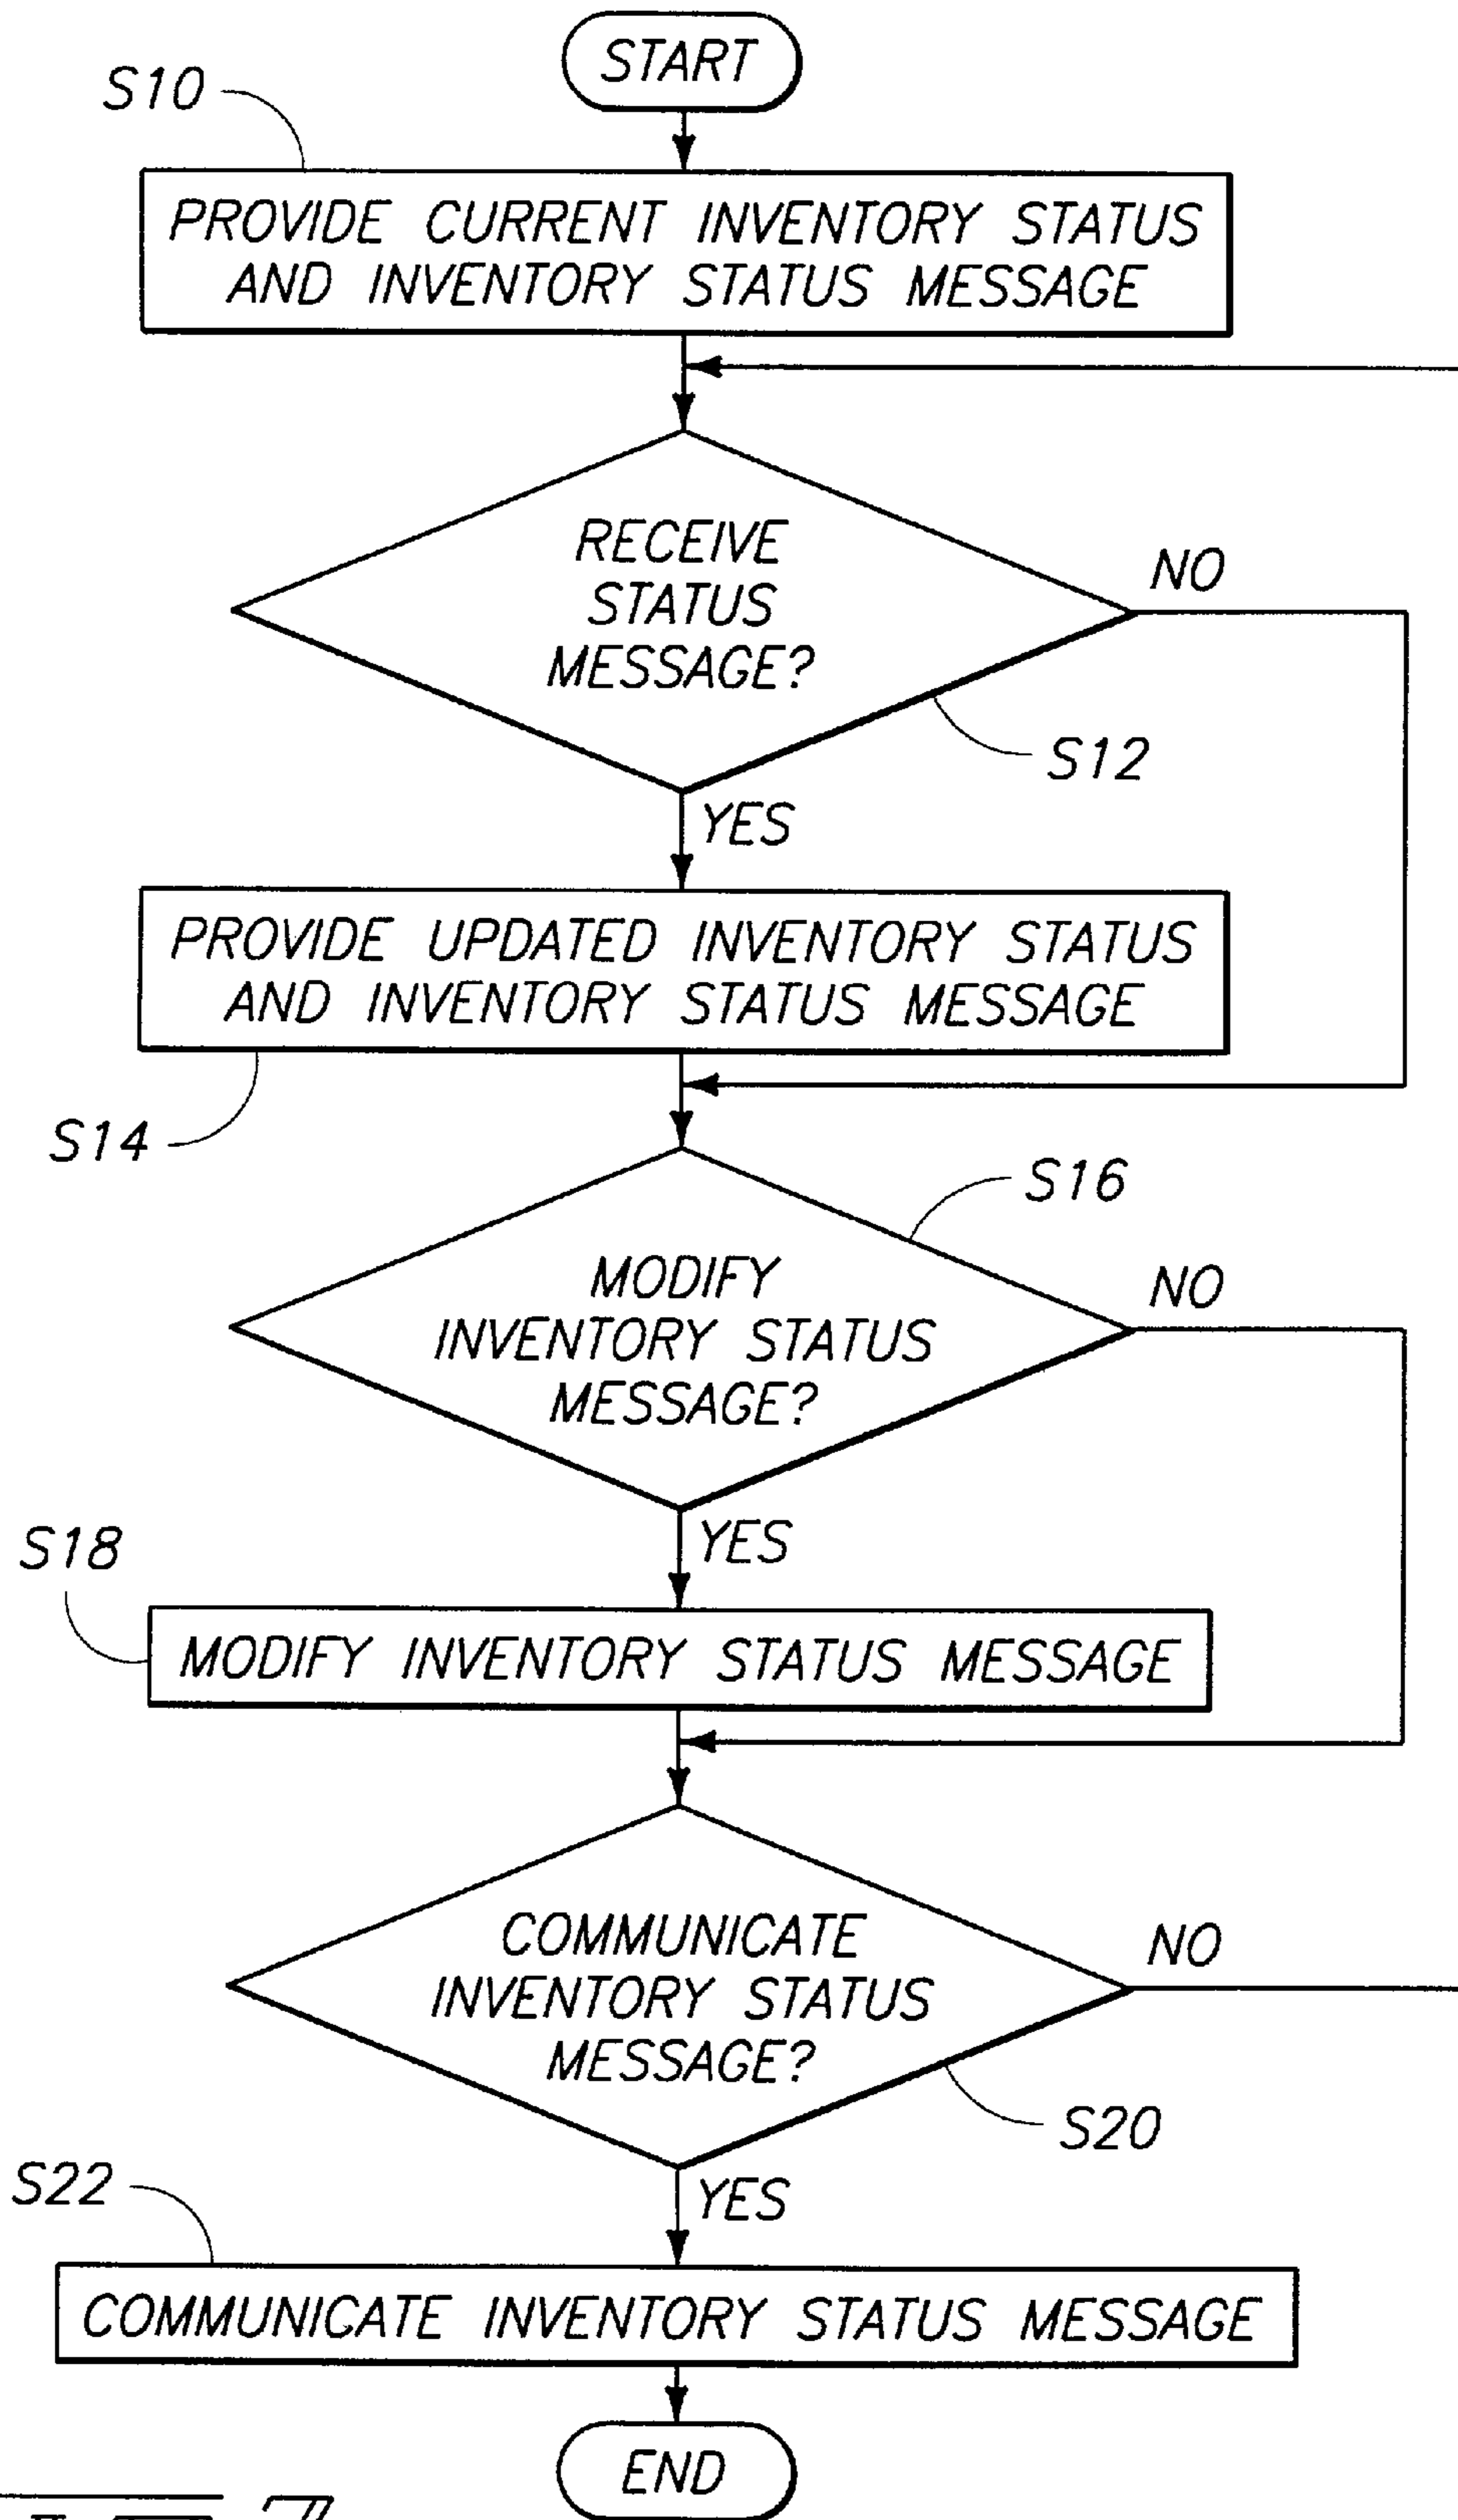 START
S10
PROVIDE CURRENT INVENTORY STATUS
AND INVENTORY STATUS MESSAGE
RECEIVE
STATUS
MESSAGE?
NO
S12
YES
PROVIDE UPDATED INVENTORY STATUS
AND INVENTORY STATUS MESSAGE
S14
S16
MODIFY
INVENTORY STATUS
MESSAGE?
NO
YES
S18
MODIFY INVENTORY STATUS MESSAGE
COMMUNICATE
INVENTORY STATUS
MESSAGE?
NO
S20
YES
S22
COMMUNICATE INVENTORY STATUS MESSAGE
END